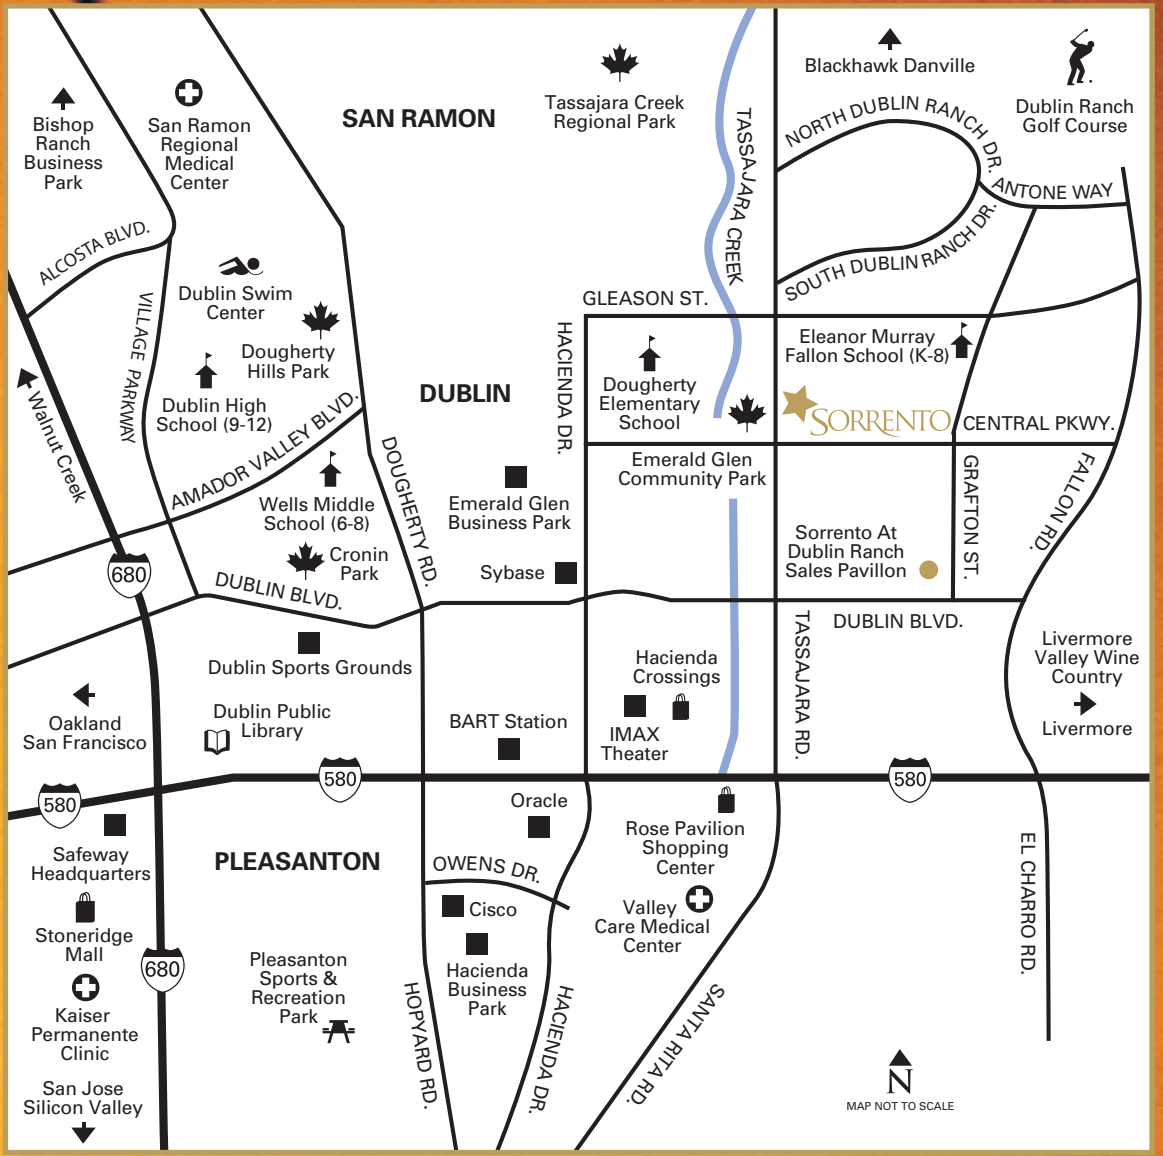 Blackhawk Danville
Dublin Ranch
Golf Course
Tassajara Creek
Regional Park
SAN RAMON
Bishop
Ranch
Business
Park
San Ramon
Regional
Medical
Center
TASSAJARA CREEK
NORTH DUBLIN RANCH DR.
ANTONE WAY
SOUTH DUBLIN RANCH DR.
ALCOSTA BLVD.
VILLAGE PARKWAY
Dublin Swim
Center
Dougherty
Hills Park
Dublin High
School (9-12)
GLEASON ST.
HACIENDA DR.
Eleanor Murray
Fallon School (K-8)
Dougherty
Elementary
School
DUBLIN
SORRENTO
CENTRAL PKWY.
Walnut Creek
AMADOR VALLEY BLVD.
DOUGHERTY RD.
Emerald Glen
Community Park
GRAFTON ST.
FALLON RD.
Wells Middle
School (6-8)
Emerald Glen
Business Park
Cronin
Park
Sybase
Sorrento At
Dublin Ranch
Sales Pavillon
680
DUBLIN BLVD.
DUBLIN BLVD.
TASSAJARA RD.
Livermore
Valley Wine
Country
Livermore
Dublin Sports Grounds
Hacienda
Crossings
IMAX
Theater
BART Station
Dublin Public
Library
Oakland
San Francisco
580
580
580
Oracle
Rose Pavilion
Shopping
Center
Safeway
Headquarters
PLEASANTON
OWENS DR.
EL CHARRO RD.
Cisco
Valley
Care Medical
Center
Stoneridge
Mall
680
Pleasanton
Sports &
Recreation
Park
Hacienda
Business
Park
HOPYARD RD.
HACIENDA DR.
SANTA RITA RD.
Kaiser
Permanente
Clinic
San Jose
Silicon Valley
N
MAP NOT TO SCALE